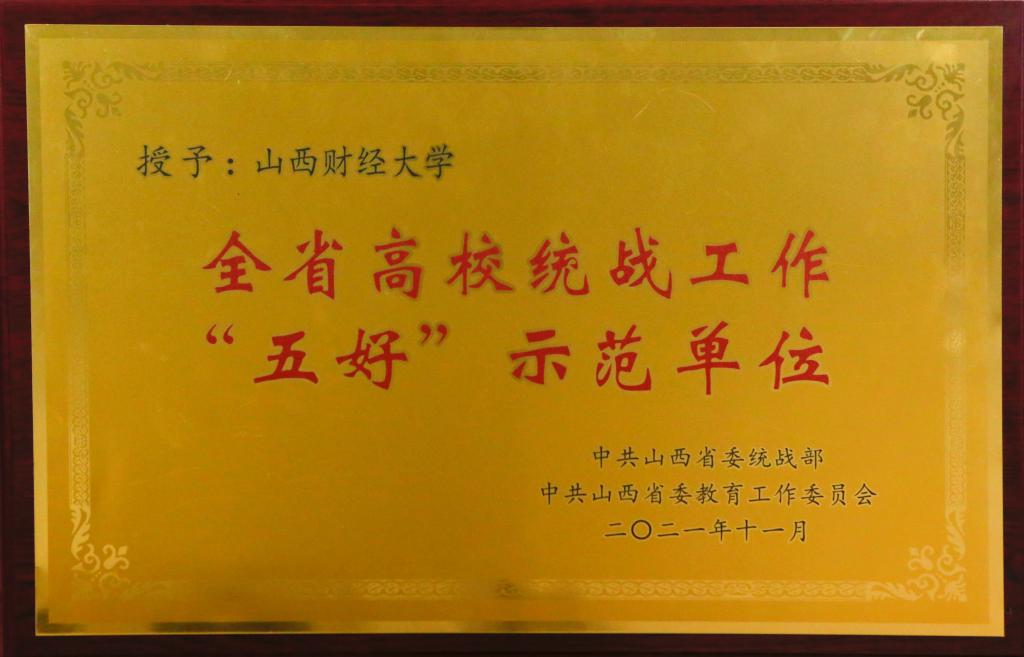 授予：山西财经大学
全省高校统战工作
“五好”示范单位
中共山西省委统战部
中共山西省委教育工作委员会
二〇二一年十一月